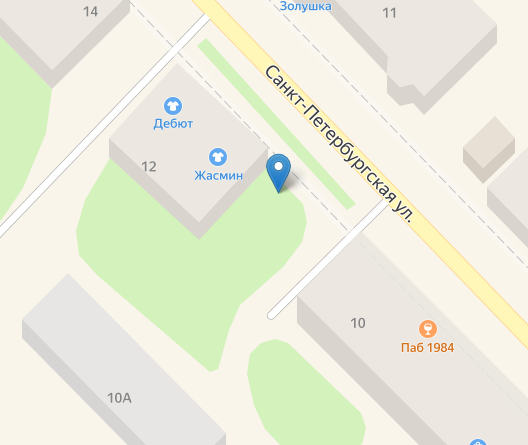 Золушка
14
11
Санкт-Петербургская ул.
Дебют
12
Жасмин
10
Паб 1984
10А